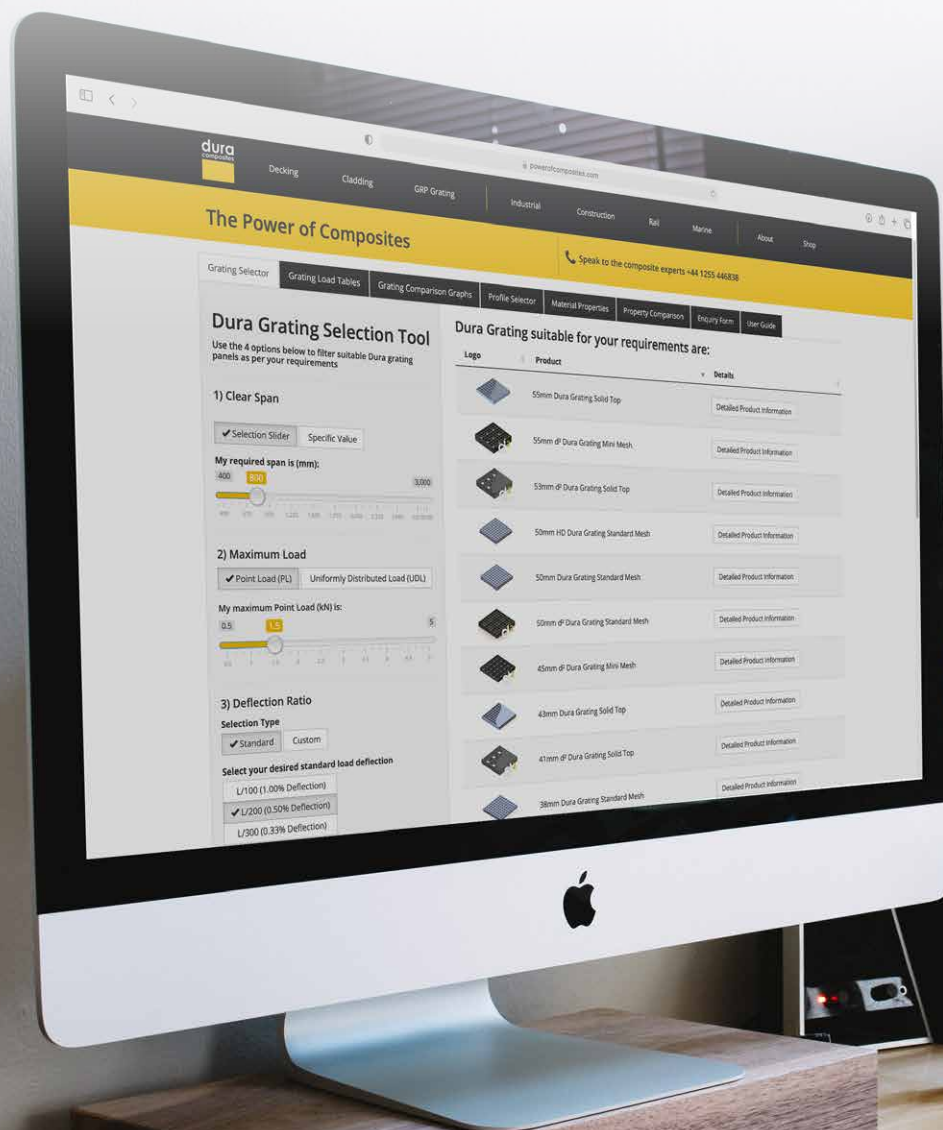 dura
composites
powerofcomposites.com
Decking
Cladding
GRP Grating
Industrial
Construction
Rail
Marine
About
Shop
The Power of Composites
Speak to the composite experts +44 1255 446838
Grating Selector
Grating Load Tables
Grating Comparison Graphs
Profile Selector
Material Properties
Property Comparison
Enquiry Form
User Guide
Dura Grating Selection Tool
Use the 4 options below to filter suitable Dura grating
panels as per your requirements
1) Clear Span
✔ Selection Slider
Specific Value
My required span is (mm):
400
800
3,000
2) Maximum Load
✔ Point Load (PL)
Uniformly Distributed Load (UDL)
My maximum Point Load (kN) is:
0.5
1.5
5
3) Deflection Ratio
Selection Type
✔ Standard
Custom
Select your desired standard load deflection
L/100 (1.00% Deflection)
✔ L/200 (0.50% Deflection)
L/300 (0.33% Deflection)
Dura Grating suitable for your requirements are:
Logo
Product
Details
55mm Dura Grating Solid Top
Detailed Product Information
55mm d² Dura Grating Mini Mesh
Detailed Product Information
53mm d² Dura Grating Solid Top
Detailed Product Information
50mm HD Dura Grating Standard Mesh
Detailed Product Information
50mm Dura Grating Standard Mesh
Detailed Product Information
50mm d² Dura Grating Standard Mesh
Detailed Product Information
45mm d² Dura Grating Mini Mesh
Detailed Product Information
43mm Dura Grating Solid Top
Detailed Product Information
41mm d² Dura Grating Solid Top
Detailed Product Information
38mm Dura Grating Standard Mesh
Detailed Product Information